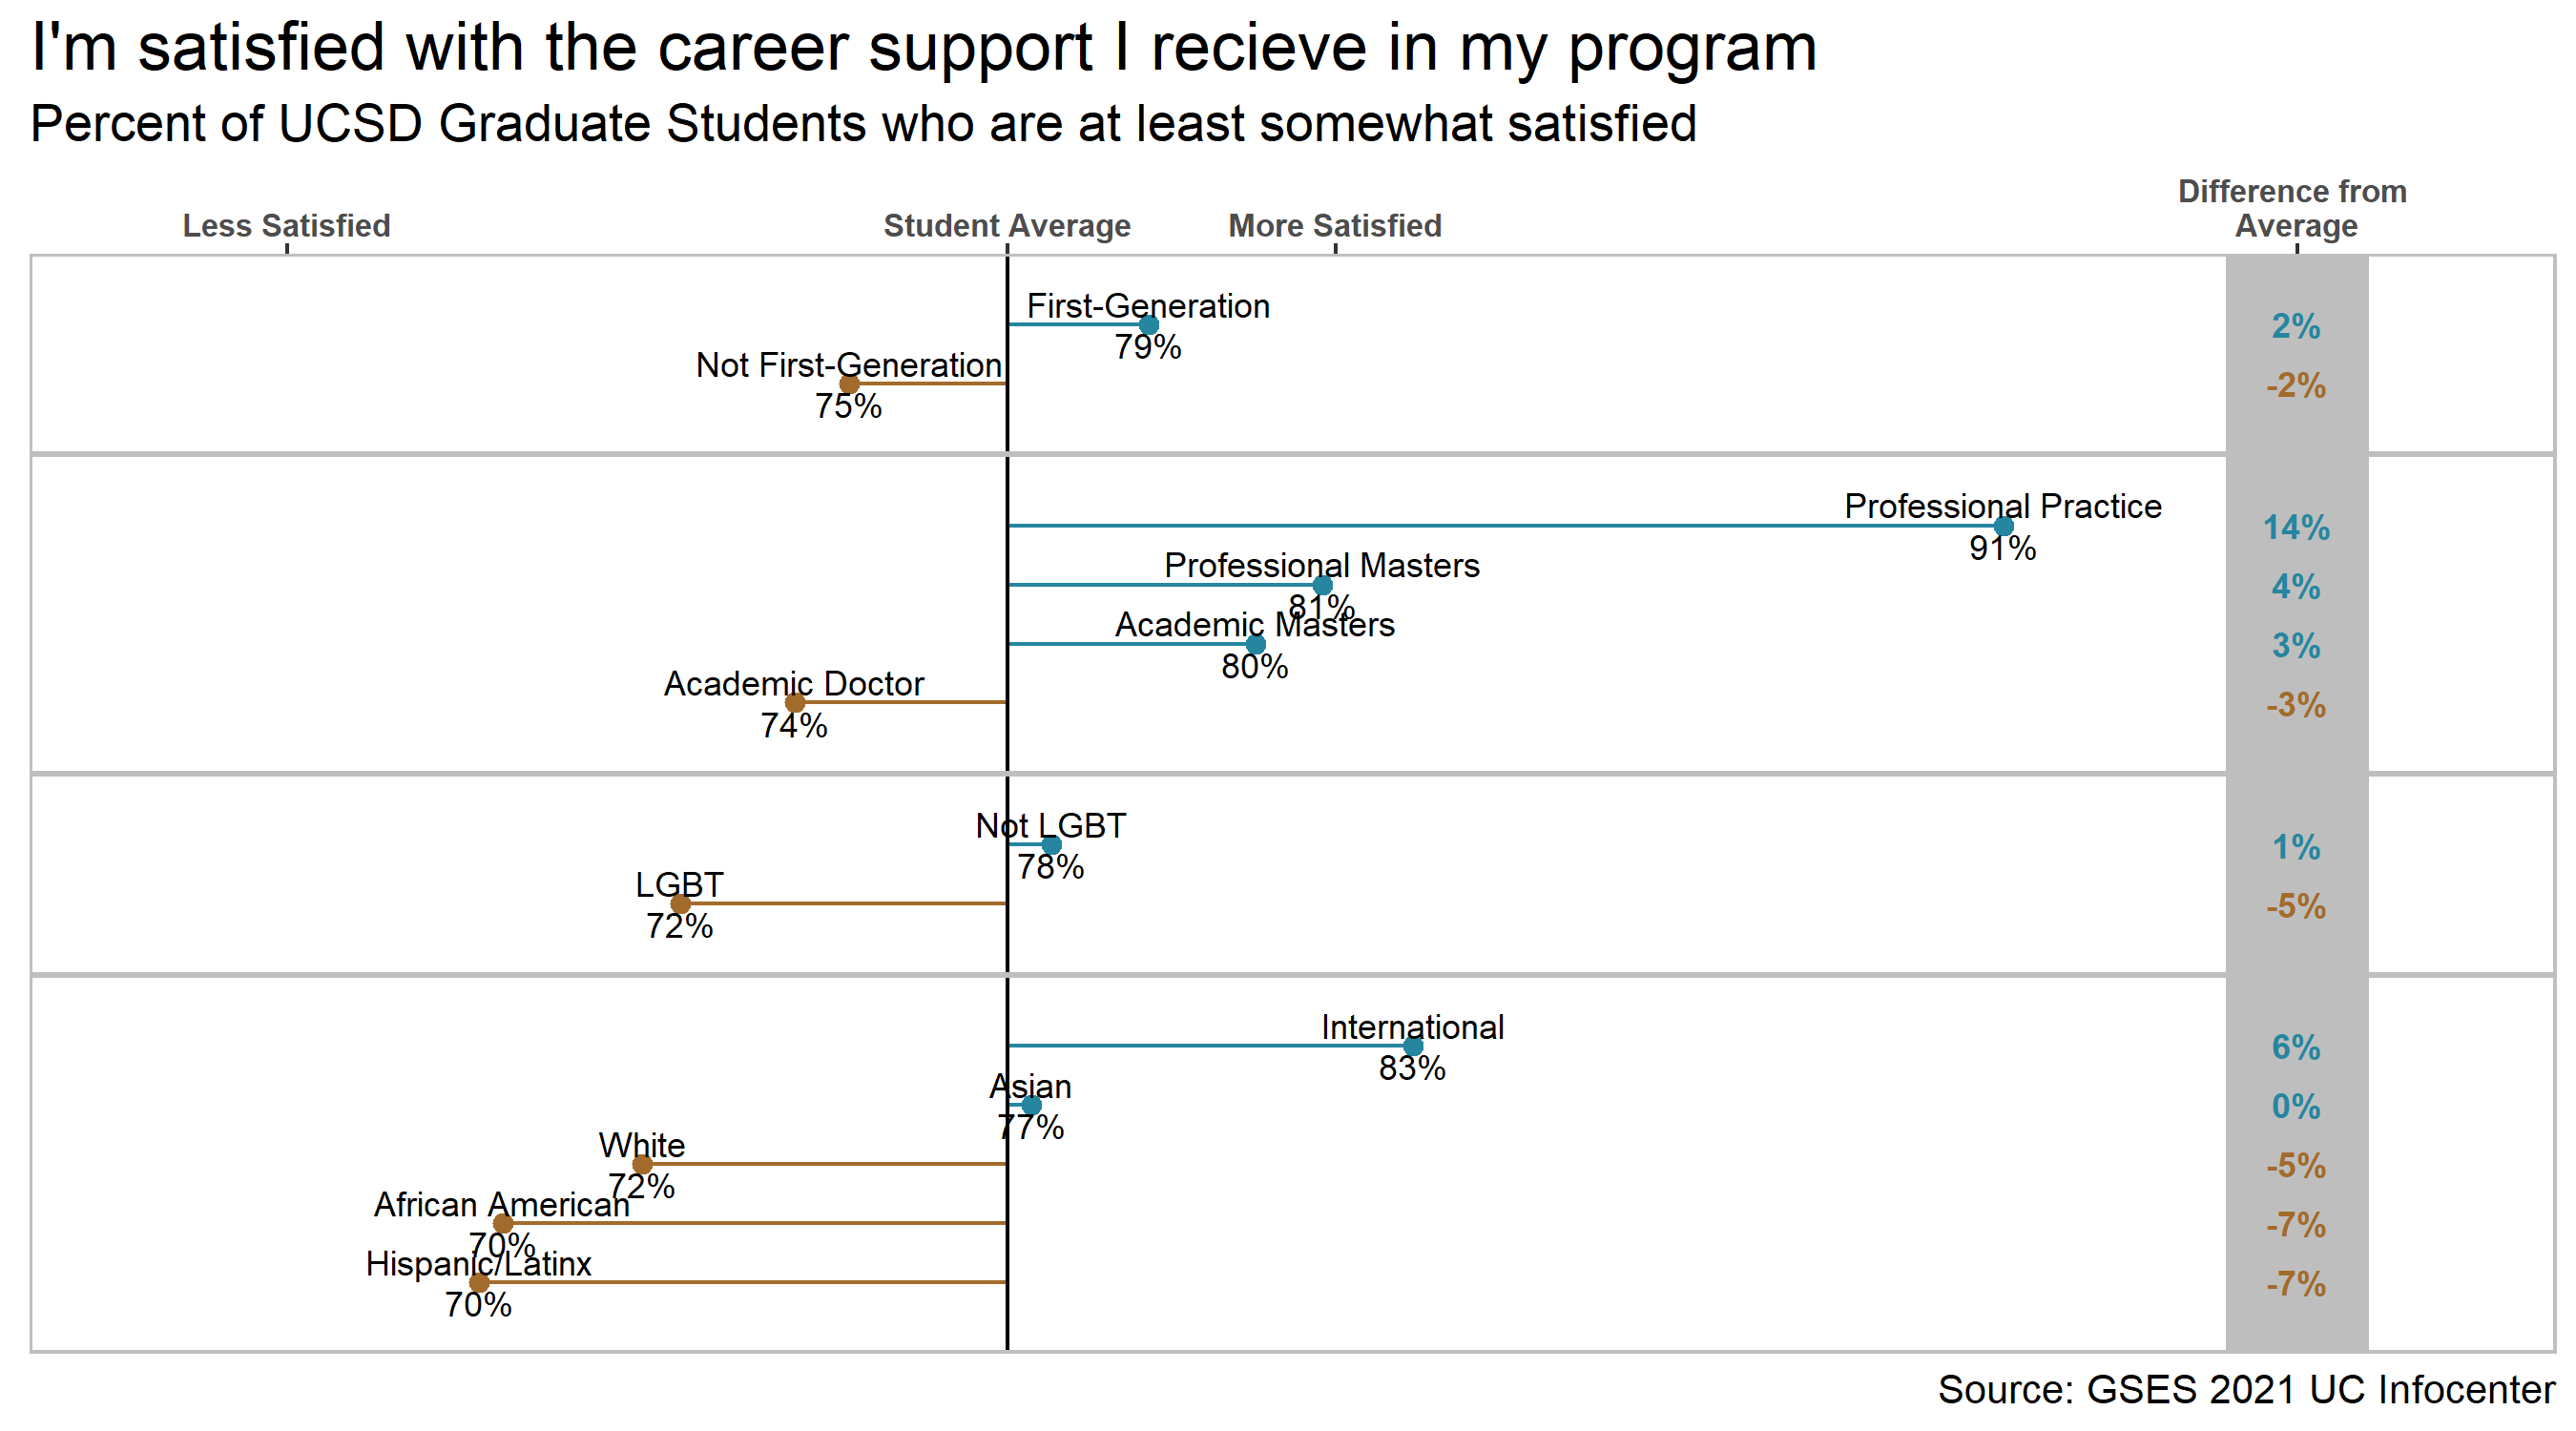 I'm satisfied with the career support I recieve in my program
Percent of UCSD Graduate Students who are at least somewhat satisfied
Less Satisfied
Student Average
More Satisfied
Difference from
Average
First-Generation
79%
2%
Not First-Generation
75%
-2%
Professional Practice
91%
14%
Professional Masters
81%
4%
Academic Masters
80%
3%
Academic Doctor
74%
-3%
Not LGBT
78%
1%
LGBT
72%
-5%
International
83%
6%
Asian
77%
0%
White
72%
-5%
African American
70%
-7%
Hispanic/Latinx
70%
-7%
Source: GSES 2021 UC Infocenter